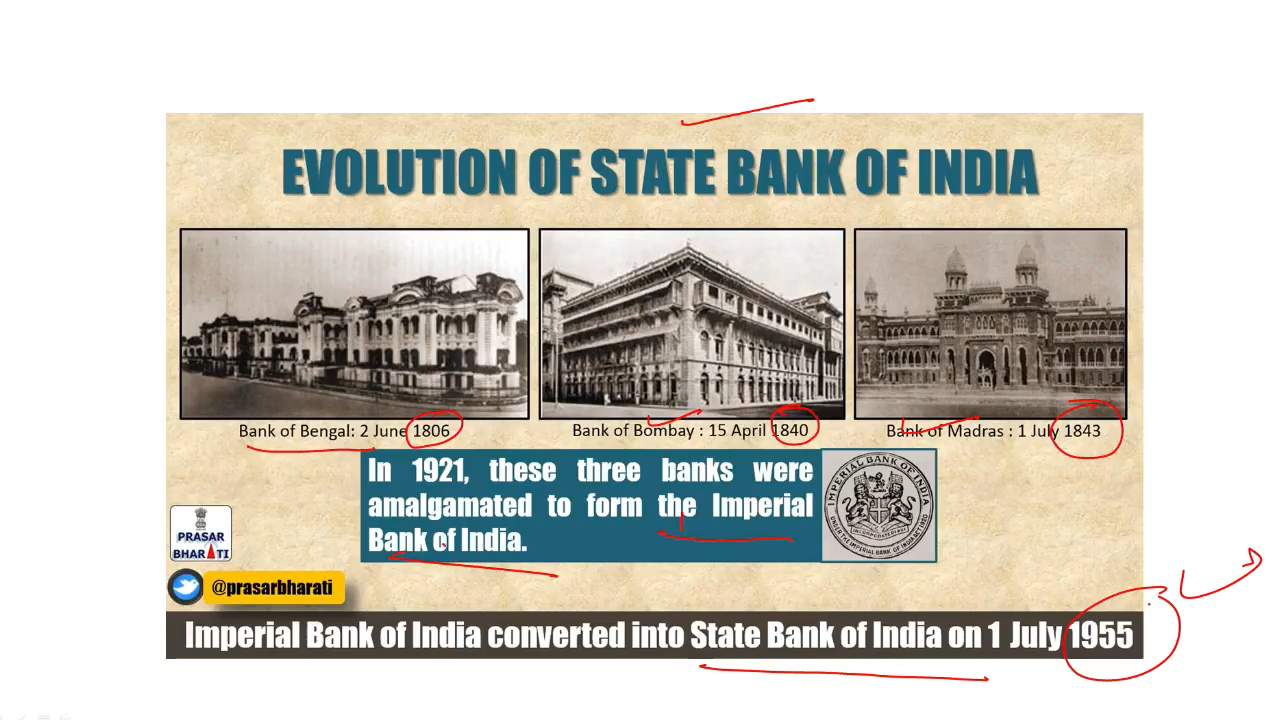 EVOLUTION OF STATE BANK OF INDIA
Bank of Bengal: 2 June 1806
Bank of Bombay : 15 April 1840
Bank of Madras : 1 July 1843
In 1921, these three banks were
amalgamated to form the Imperial
Bank of India.
IMPERIAL BANK OF INDIA
PRASAR
BHARATI
@prasarbharati
Imperial Bank of India converted into State Bank of India on 1 July 1955